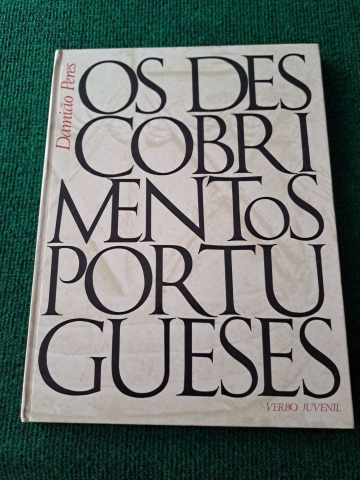 Damião Peres
OS DES
COBRI
MENToS
PORTU
GUESES
VERBO JUVENIL